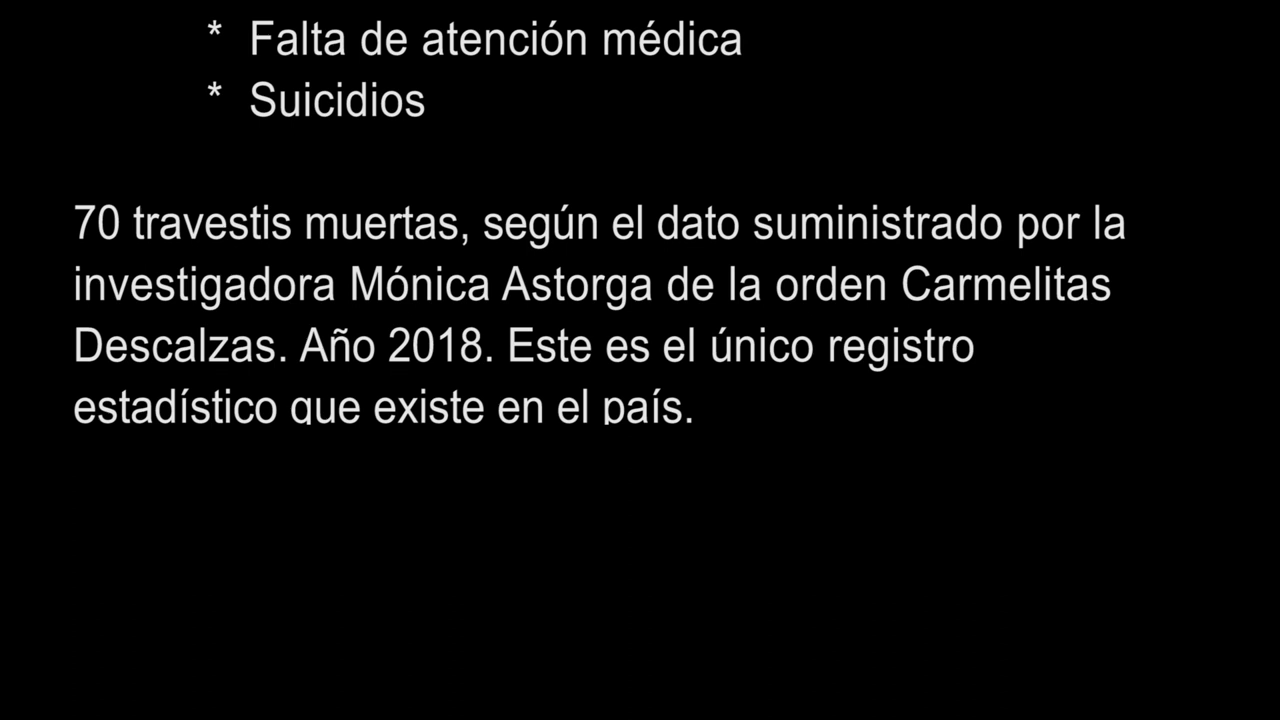 * Falta de atención médica
* Suicidios
70 travestis muertas, según el dato suministrado por la
investigadora Mónica Astorga de la orden Carmelitas
Descalzas. Año 2018. Este es el único registro
estadístico que existe en el país.